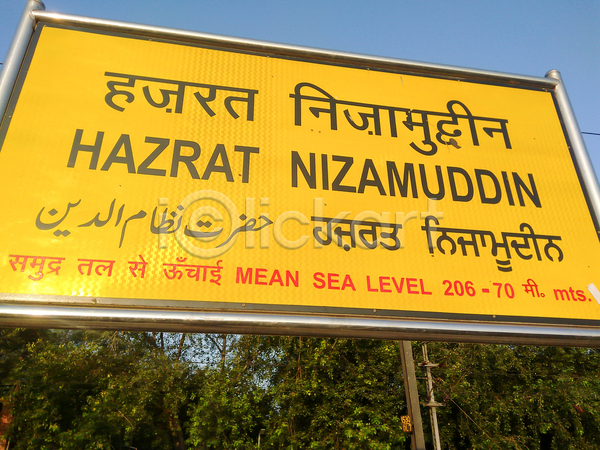 हज़रत निज़ामुद्दीन
HAZRAT NIZAMUDDIN
حضرت نظام الدین ਹਜ਼ਰਤ ਨਿਜਾਮੂਦੀਨ
समुद्र तल से ऊँचाई MEAN SEA LEVEL 206-70 मी॰ mts.